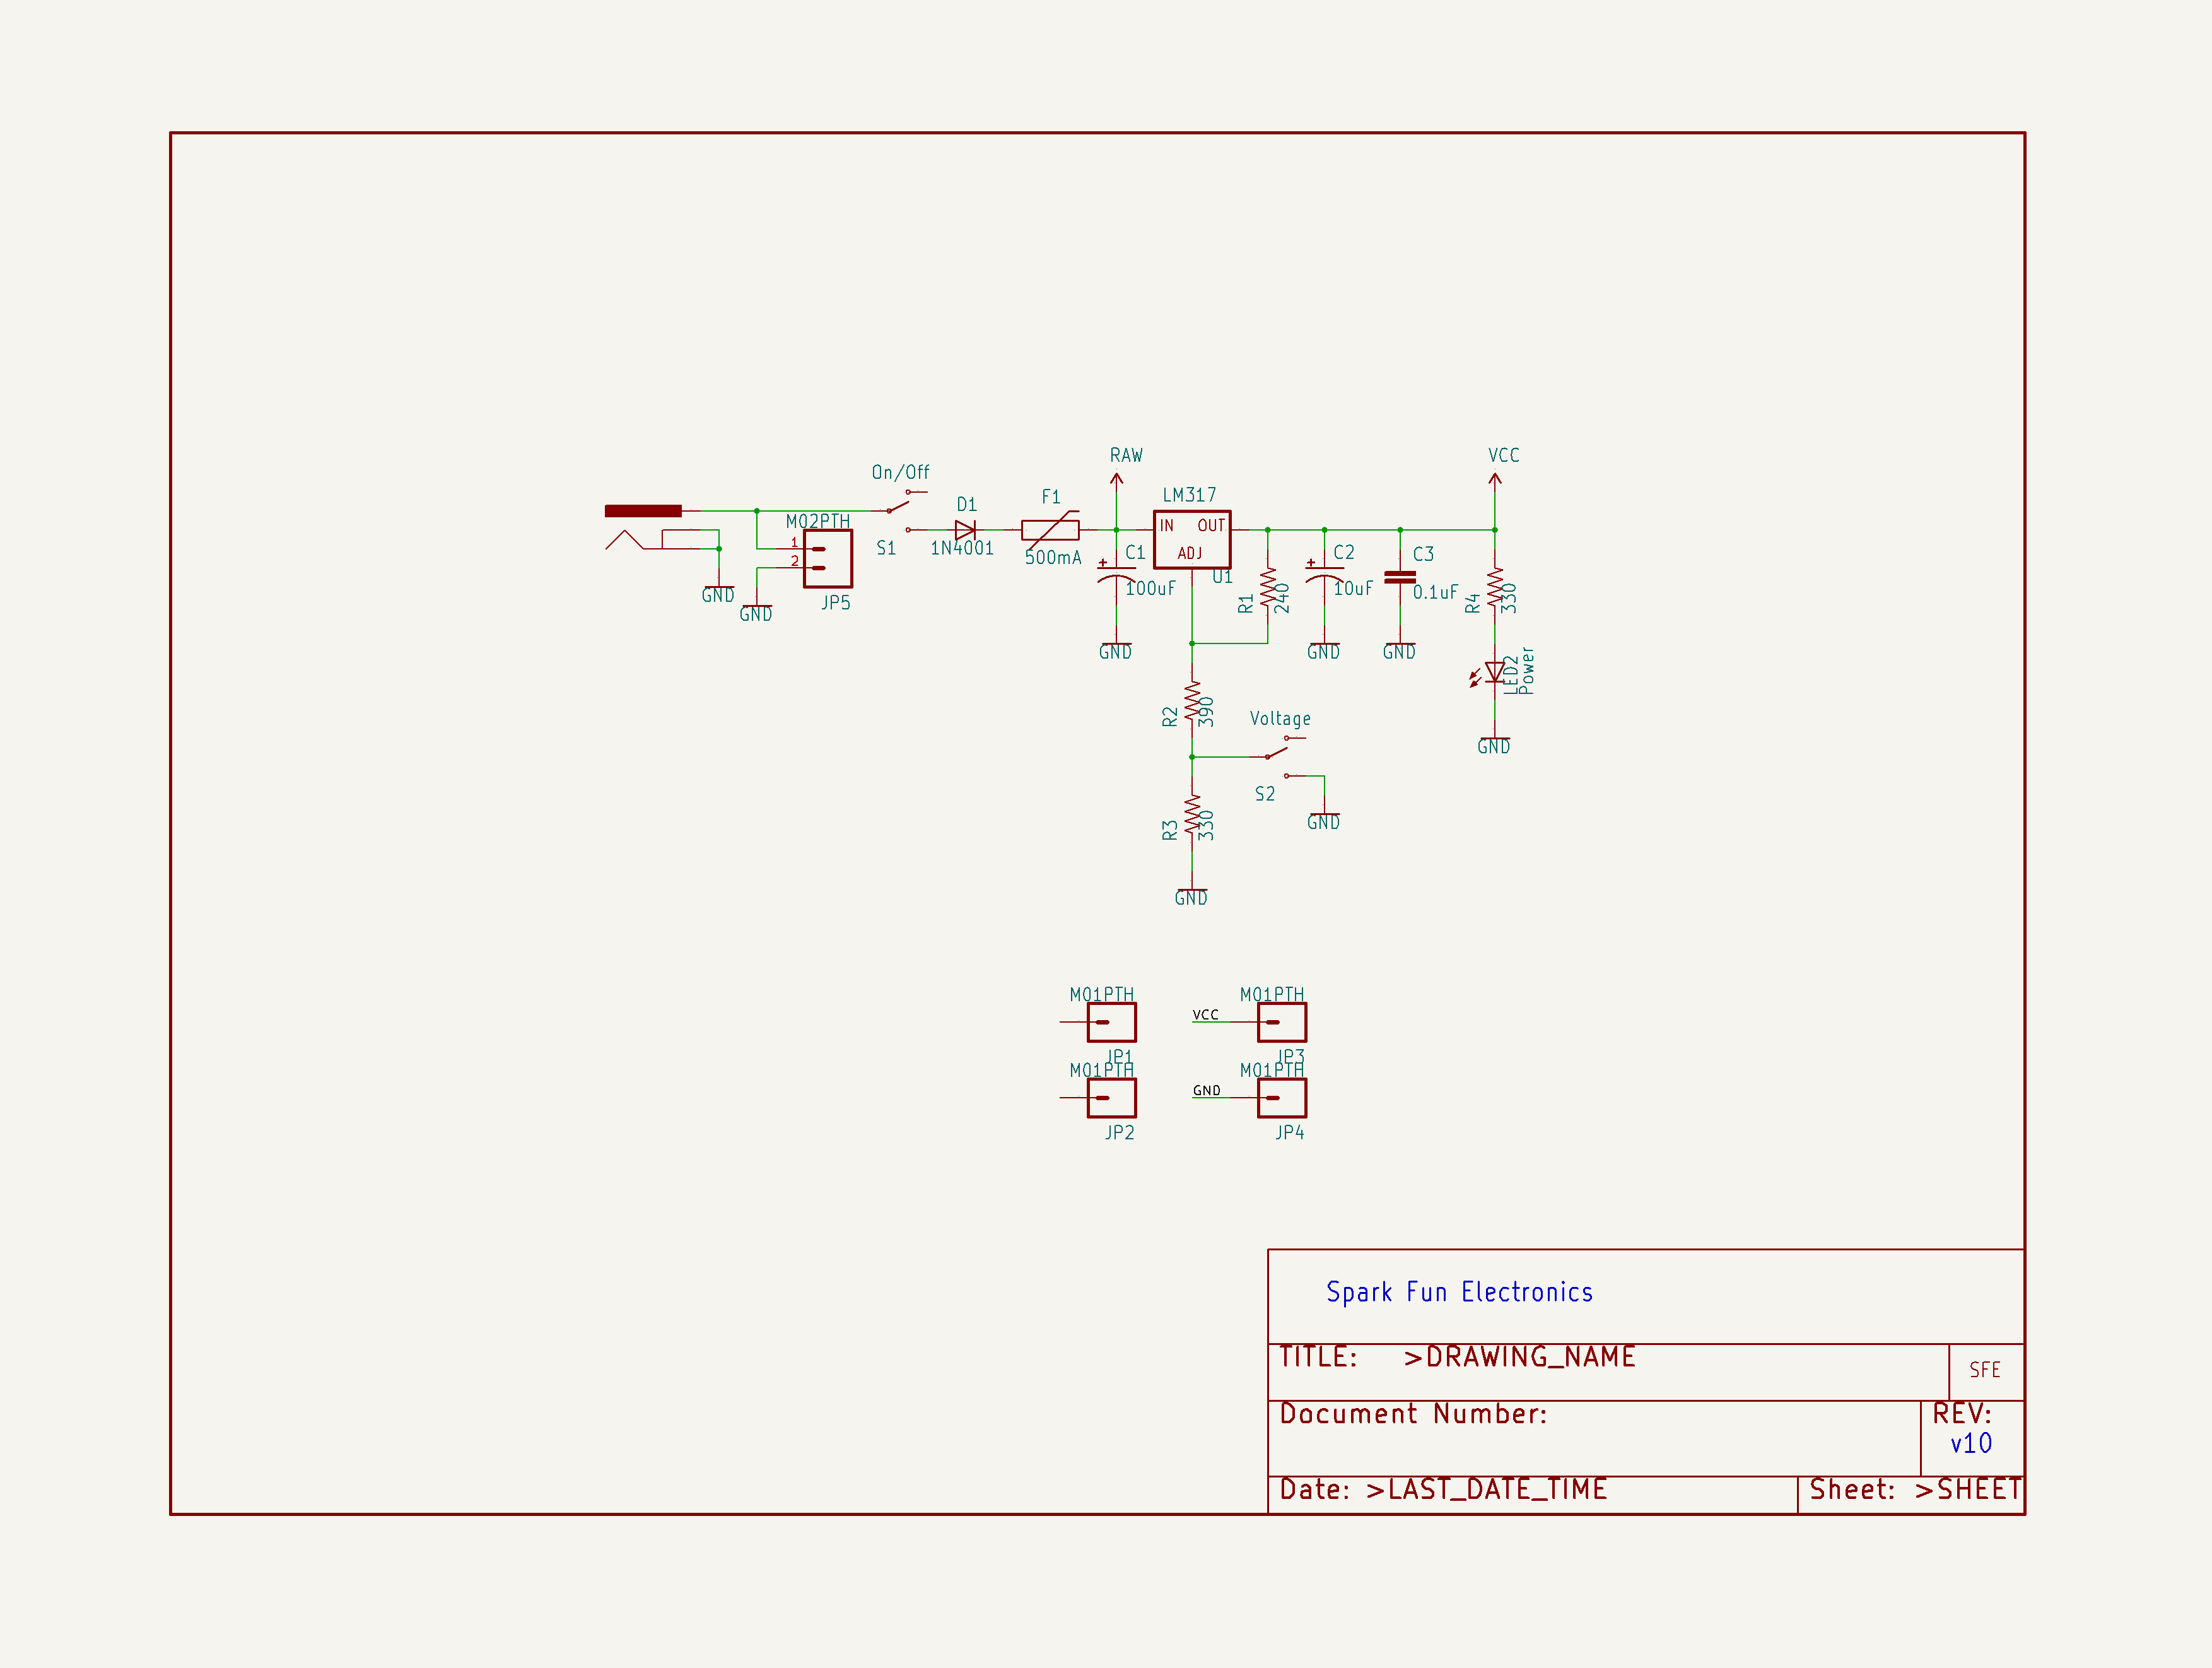 RAW
VCC
On/Off
F1
LM317
D1
M02PTH
IN OUT
1
S1
1N4001
500mA
ADJ
C1
C2
C3
2
U1
100uF
10uF
0.1uF
GND
JP5
R1
240
R4
330
GND
GND
GND
GND
LED2
Power
R2
390
Voltage
GND
S2
R3
330
GND
GND
M01PTH
M01PTH
VCC
JP1
JP3
M01PTH
M01PTH
GND
JP2
JP4
Spark Fun Electronics
TITLE: >DRAWING_NAME
SFE
Document Number:
REV:
v10
Date: >LAST_DATE_TIME
Sheet: >SHEET